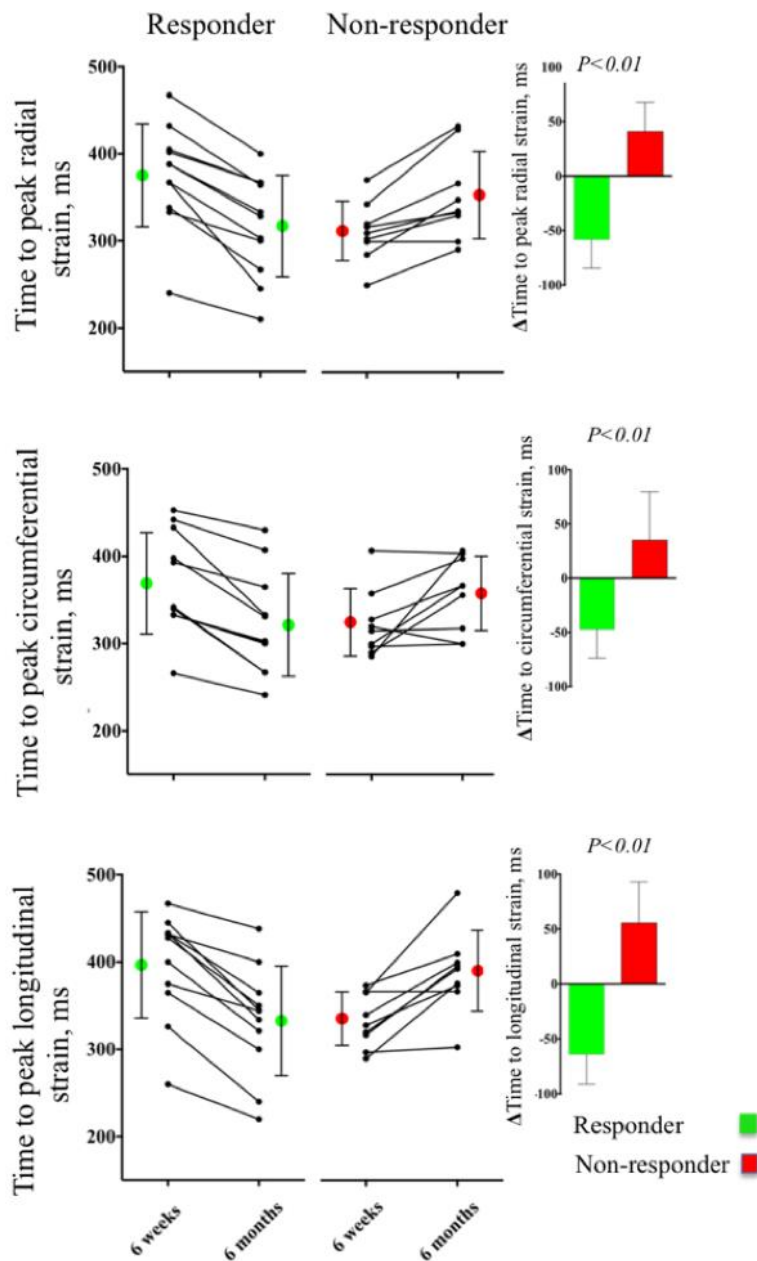 Responder
Non-responder
Time to peak radial
strain, ms
500
400
300
200
P<0.01
ΔTime to peak radial strain, ms
100
50
0
-50
-100
Time to peak circumferential
strain, ms
500
400
300
200
P<0.01
ΔTime to circumferential strain, ms
100
50
0
-50
-100
Time to peak longitudinal
strain, ms
500
400
300
200
6 weeks
6 months
6 weeks
6 months
P<0.01
ΔTime to longitudinal strain, ms
100
50
0
-50
-100
Responder
Non-responder